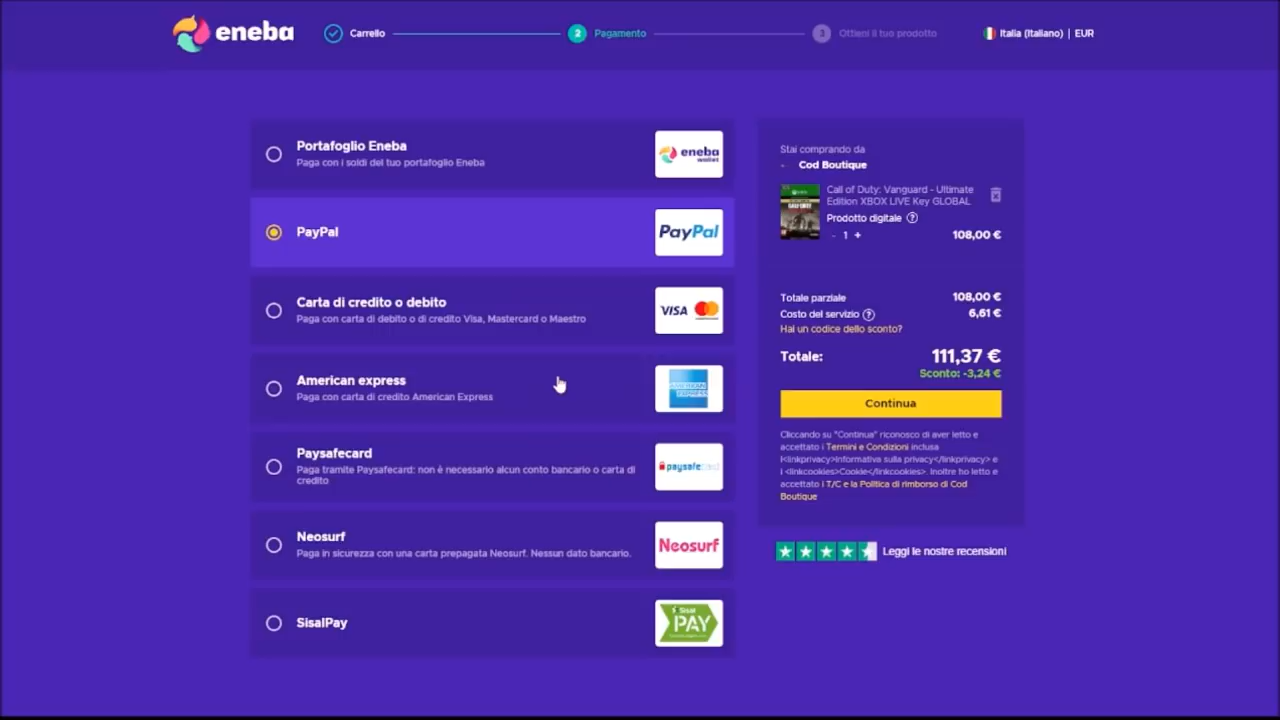 eneba
Carrello
2
Pagamento
3
Ottieni il tuo prodotto
Italia (Italiano) | EUR
Portafoglio Eneba
Paga con i soldi del tuo portafoglio Eneba
eneba
wallet
PayPal
PayPal
Carta di credito o debito
Paga con carta di debito o di credito Visa, Mastercard o Maestro
VISA
American express
Paga con carta di credito American Express
AMERICAN
EXPRESS
Paysafecard
Paga tramite Paysafecard: non è necessario alcun conto bancario o carta di
credito
paysafecard
Neosurf
Paga in sicurezza con una carta prepagata Neosurf. Nessun dato bancario.
Neosurf
SisalPay
Sisal
PAY
Stai comprando da
- Cod Boutique
Call of Duty: Vanguard - Ultimate
Edition XBOX LIVE Key GLOBAL
Prodotto digitale ?
- 1 +
108,00 €
Totale parziale
108,00 €
Costo del servizio ?
6,61 €
Hai un codice dello sconto?
Totale:
111,37 €
Sconto: -3,24 €
Continua
Cliccando su "Continua" riconosco di aver letto e
accettato i Termini e Condizioni inclusa
l<linkprivacy>Informativa sulla privacy</linkprivacy> e
i <linkcookies>Cookie</linkcookies>. Inoltre ho letto e
accettato i T/C e la Politica di rimborso di Cod
Boutique
Leggi le nostre recensioni